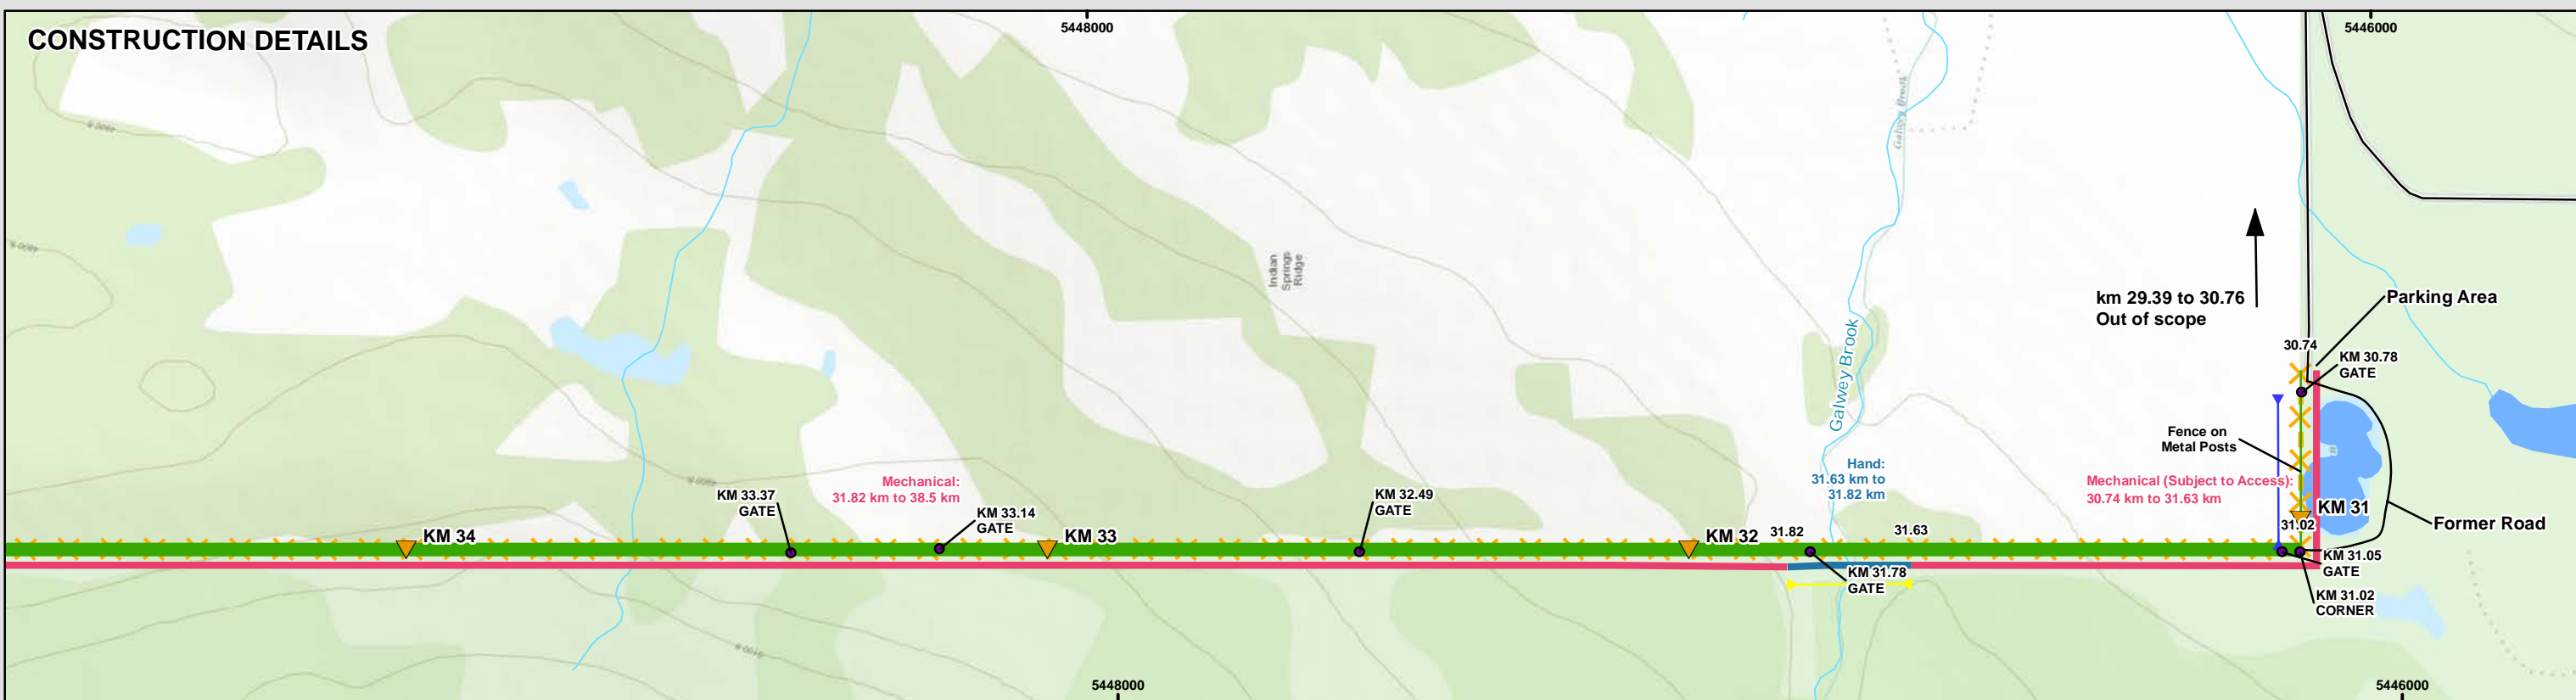 CONSTRUCTION DETAILS
5448000
5446000
Indian
Springs
Ridge
Galwey Brook
Galwey Brook
km 29.39 to 30.76
Out of scope
Parking Area
30.74
KM 30.78
GATE
Fence on
Metal Posts
Mechanical (Subject to Access):
30.74 km to 31.63 km
KM 31
31.02
Former Road
KM 31.05
GATE
KM 31.02
CORNER
Hand:
31.63 km to
31.82 km
31.63
31.82
KM 31.78
GATE
KM 32
KM 32.49
GATE
KM 33
KM 33.14
GATE
Mechanical:
31.82 km to 38.5 km
KM 33.37
GATE
KM 34
5448000
5446000